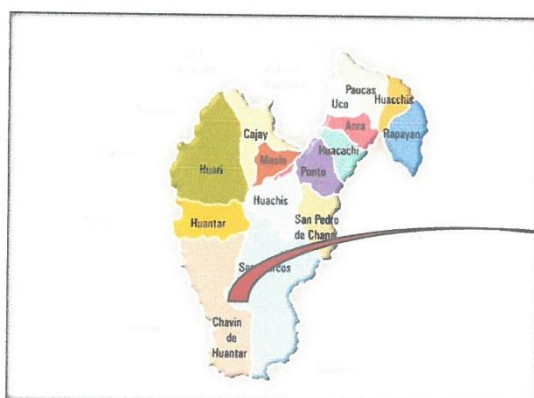 Paucas
Uco
Huacchis
Cajay
Anra
Rapayan
Huacachi
Masin
Huari
Ponto
Huachis
Huantar
San Pedro
de Chana
San Marcos
Chavin
de
Huantar